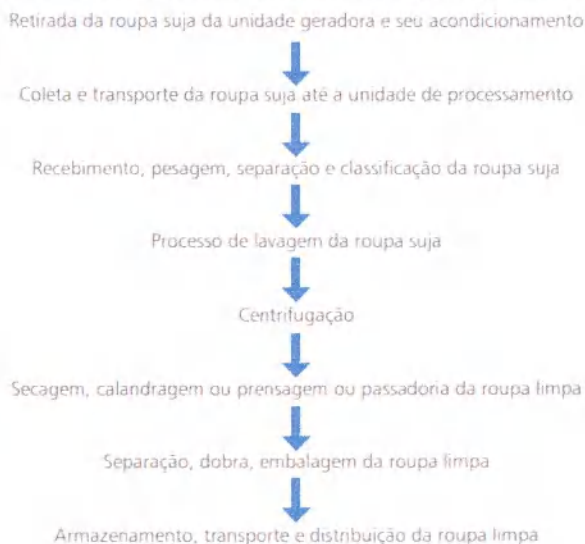 Retirada da roupa suja da unidade geradora e seu acondicionamento
Coleta e transporte da roupa suja até a unidade de processamento
Recebimento, pesagem, separação e classificação da roupa suja
Processo de lavagem da roupa suja
Centrifugação
Secagem, calandragem ou prensagem ou passadoria da roupa limpa
Separação, dobra, embalagem da roupa limpa
Armazenamento, transporte e distribuição da roupa limpa